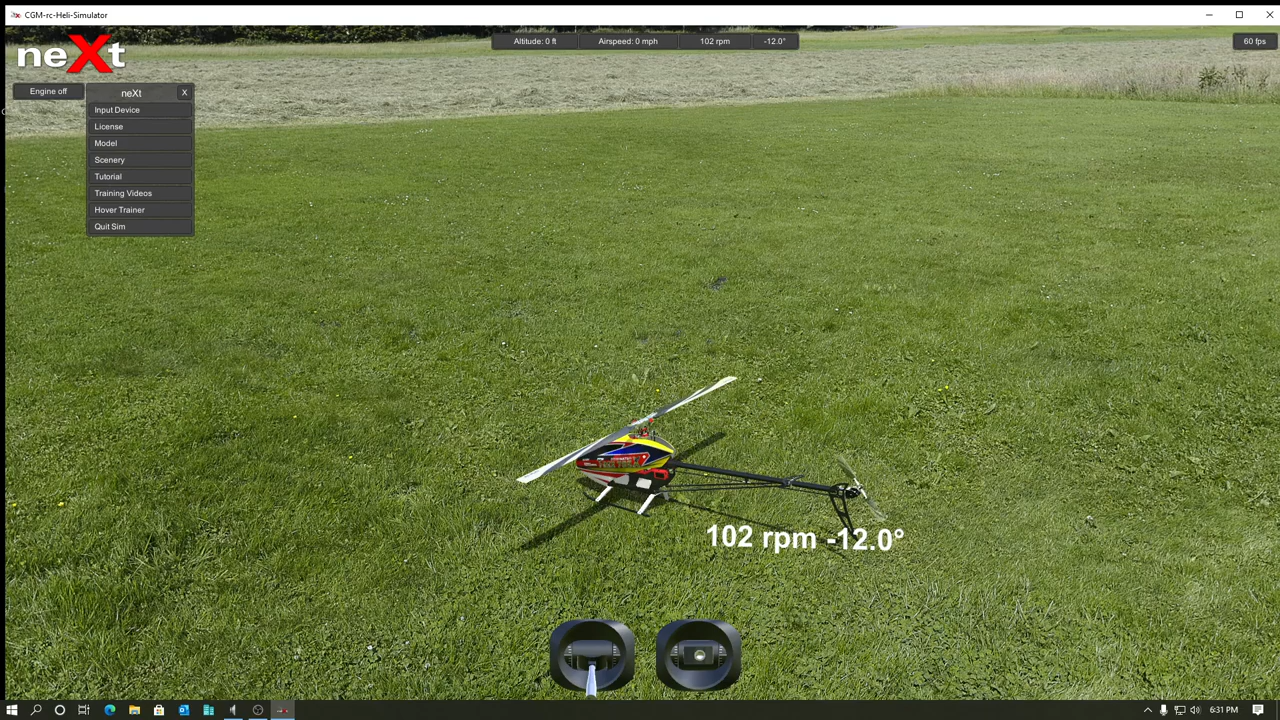 CGM-rc-Heli-Simulator
neXt
Altitude: 0 ft Airspeed: 0 mph 102 rpm -12.0°
60 fps
Engine off
neXt X
Input Device
License
Model
Scenery
Tutorial
Training Videos
Hover Trainer
Quit Sim
102 rpm -12.0°
6:31 PM